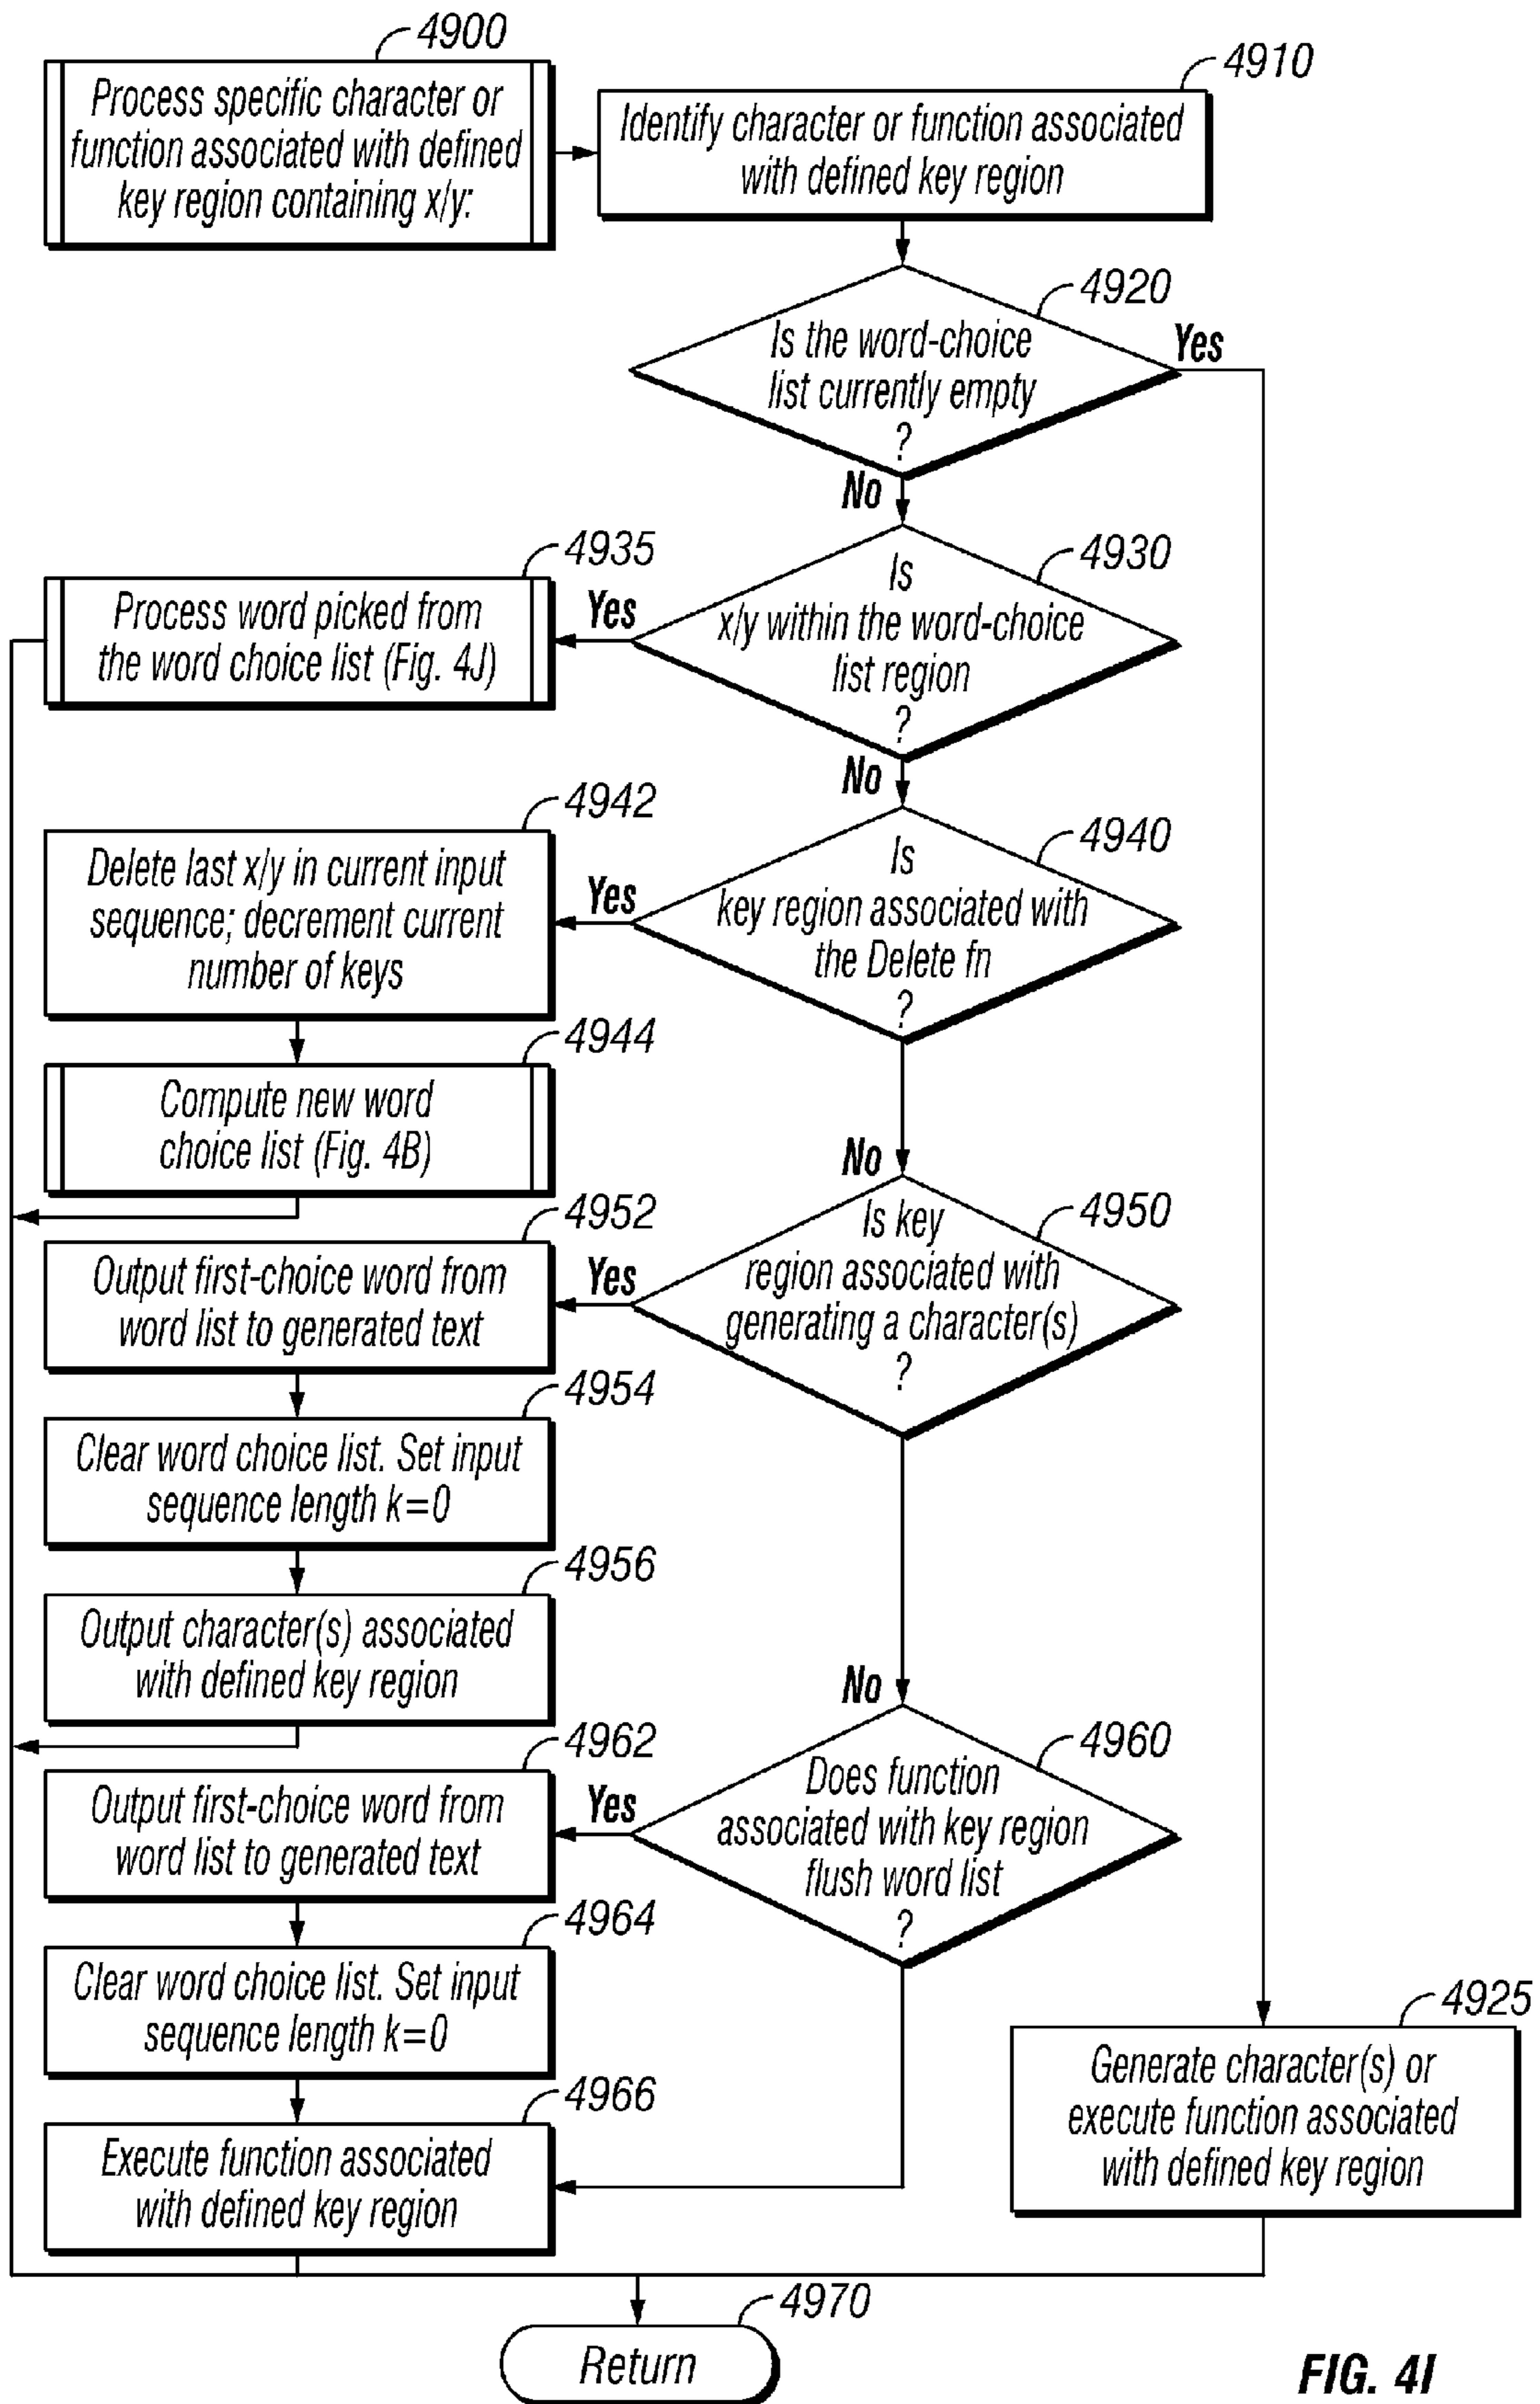 4900
Process specific character or
function associated with defined
key region containing x/y:
4910
Identify character or function associated
with defined key region
4920
Is the word-choice
list currently empty
?
Yes
No
4930
Is
x/y within the word-choice
list region
?
Yes
4935
Process word picked from
the word choice list (Fig. 4J)
No
4940
Is
key region associated with
the Delete fn
?
Yes
4942
Delete last x/y in current input
sequence; decrement current
number of keys
4944
Compute new word
choice list (Fig. 4B)
No
4950
Is key
region associated with
generating a character(s)
?
Yes
4952
Output first-choice word from
word list to generated text
4954
Clear word choice list. Set input
sequence length k=0
4956
Output character(s) associated
with defined key region
No
4960
Does function
associated with key region
flush word list
?
Yes
4962
Output first-choice word from
word list to generated text
4964
Clear word choice list. Set input
sequence length k=0
4966
Execute function associated
with defined key region
4925
Generate character(s) or
execute function associated
with defined key region
4970
Return
FIG. 4I